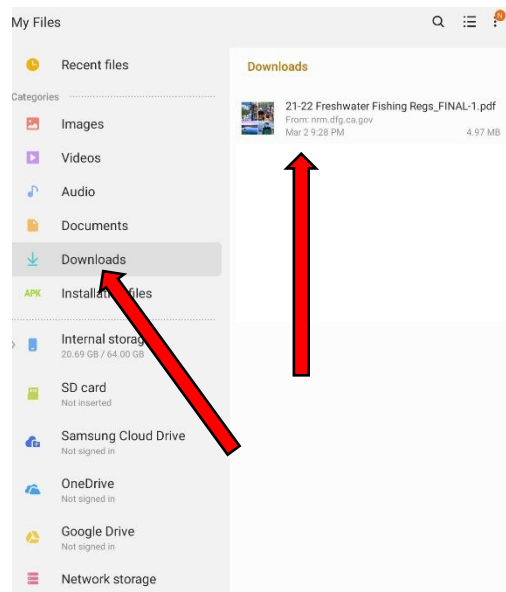 My Files
N
Recent files
Categories
Images
Videos
Audio
Documents
Downloads
APK Installation files
Internal storage
20.69 GB / 64.00 GB
SD card
Not inserted
Samsung Cloud Drive
Not signed in
OneDrive
Not signed in
Google Drive
Not signed in
Network storage
Downloads
21-22 Freshwater Fishing Regs_FINAL-1.pdf
From: nrm.dfg.ca.gov
Mar 2 9:28 PM 4.97 MB